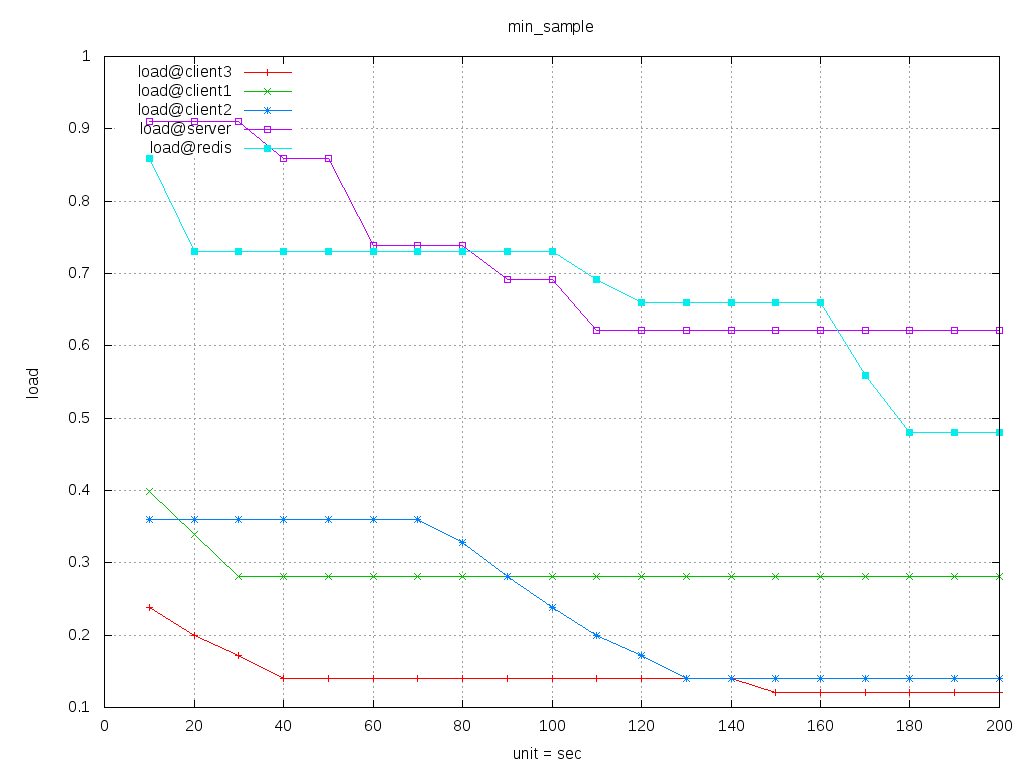 min_sample
load@client3
load@client1
load@client2
load@server
load@redis
1
0.9
0.8
0.7
0.6
0.5
0.4
0.3
0.2
0.1
load
0 20 40 60 80 100 120 140 160 180 200
unit = sec